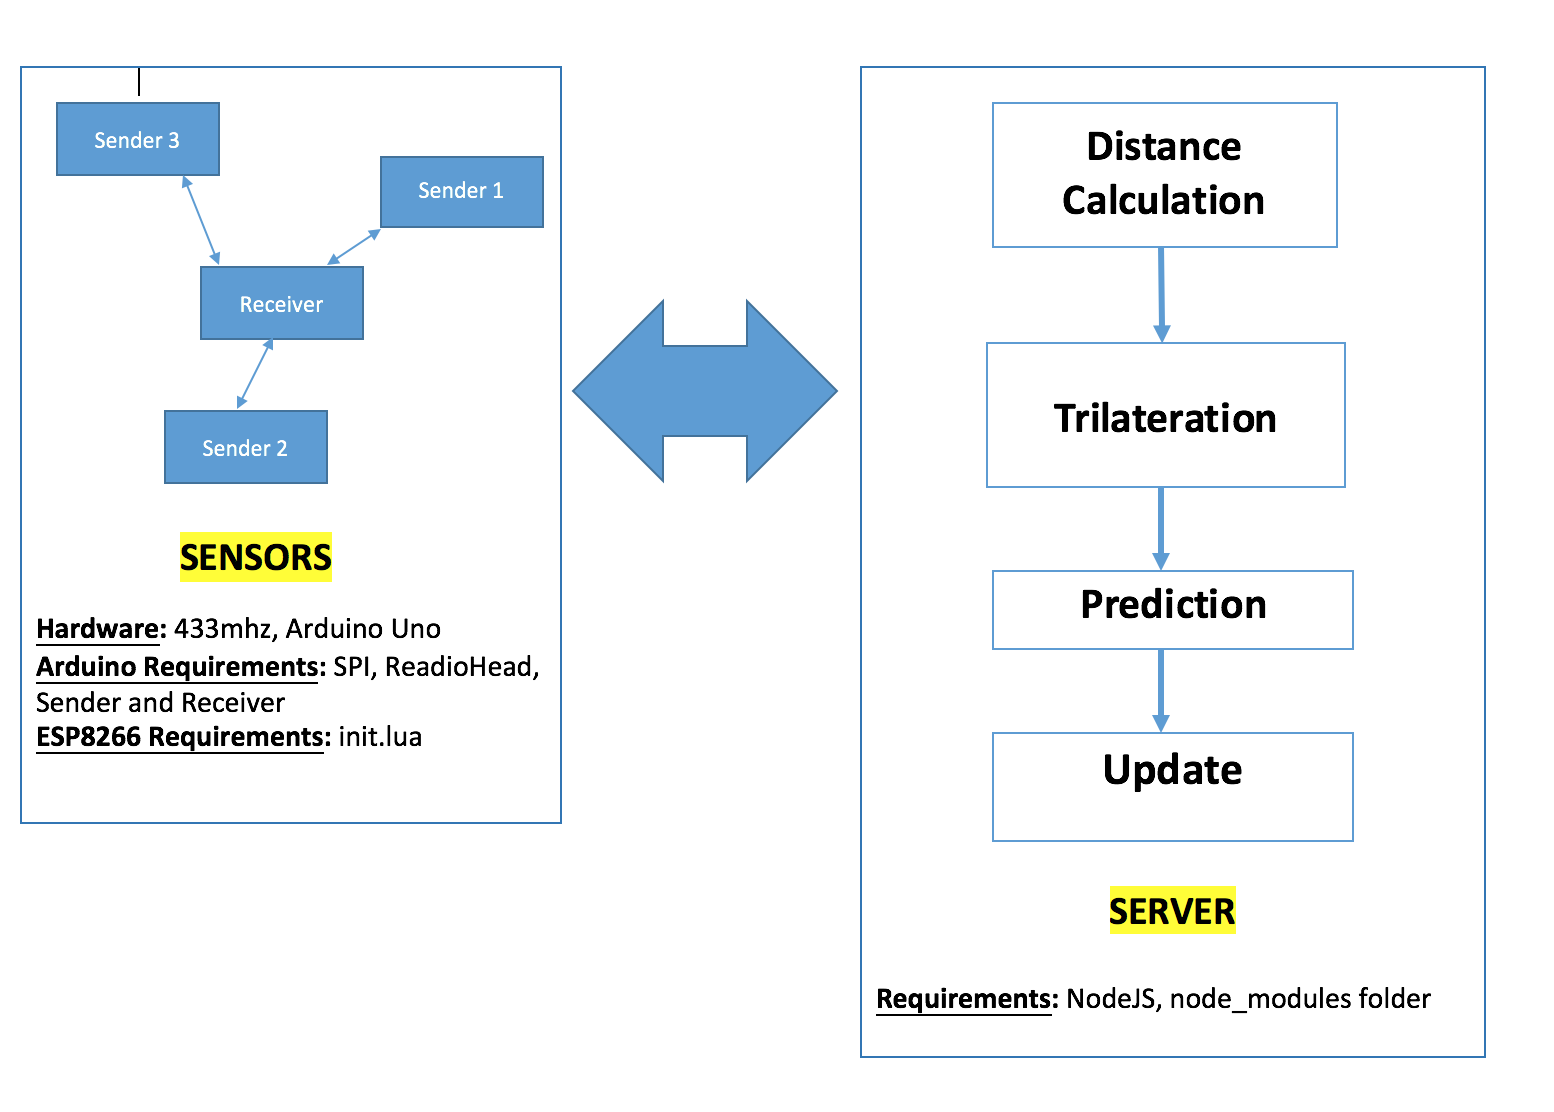 Sender 3
Sender 1
Receiver
Sender 2
SENSORS
Hardware: 433mhz, Arduino Uno
Arduino Requirements: SPI, ReadioHead,
Sender and Receiver
ESP8266 Requirements: init.lua
Distance
Calculation
Trilateration
Prediction
Update
SERVER
Requirements: NodeJS, node_modules folder